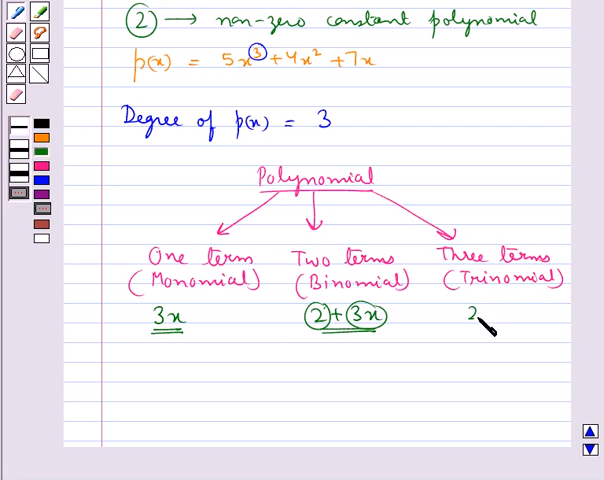 2 → non-zero constant polynomial
p(x) = 5x³ + 4x² + 7x
Degree of p(x) = 3
Polynomial
One term Two terms Three terms
(Monomial) (Binomial) (Trinomial)
3x 2 + 3x 2